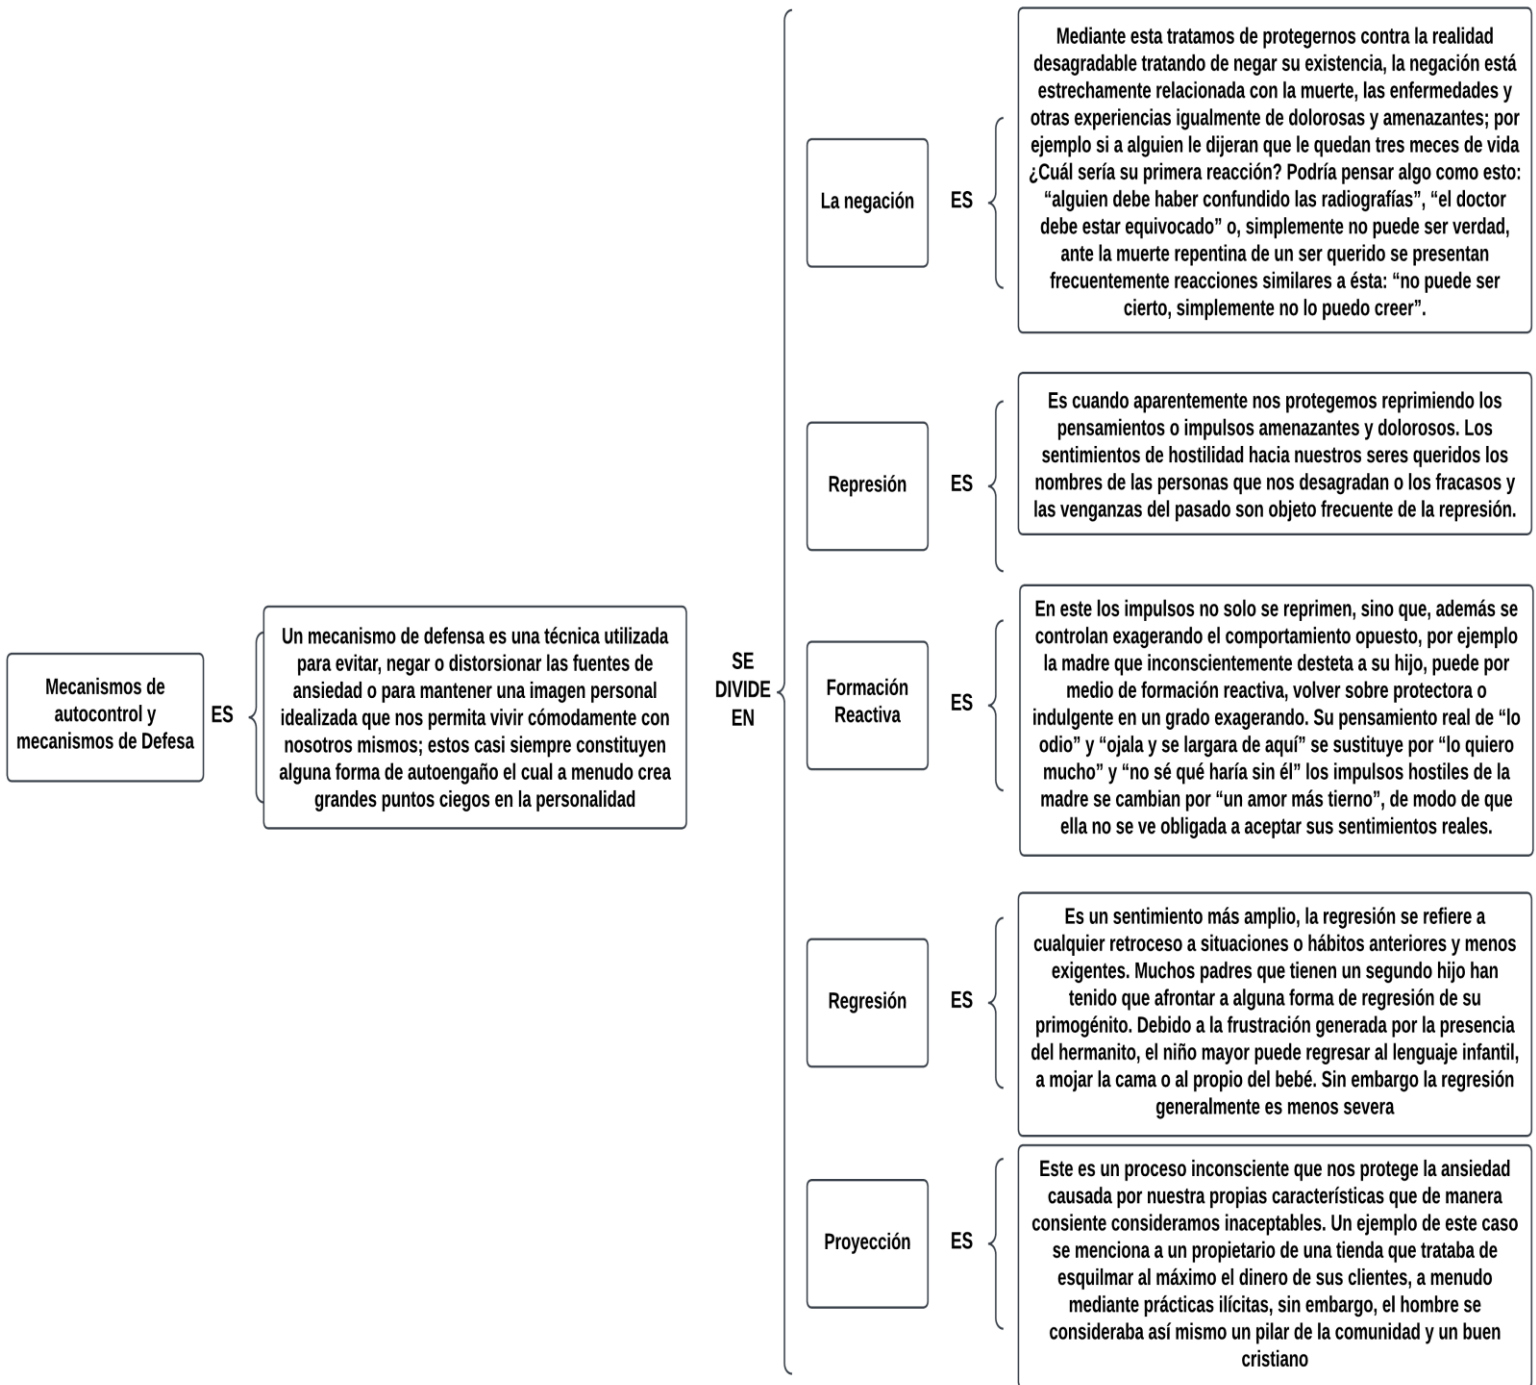 Mecanismos de
autocontrol y
mecanismos de Defesa
ES
Un mecanismo de defensa es una técnica utilizada
para evitar, negar o distorsionar las fuentes de
ansiedad o para mantener una imagen personal
idealizada que nos permita vivir cómodamente con
nosotros mismos; estos casi siempre constituyen
alguna forma de autoengaño el cual a menudo crea
grandes puntos ciegos en la personalidad
SE
DIVIDE
EN
La negación
ES
Mediante esta tratamos de protegernos contra la realidad
desagradable tratando de negar su existencia, la negación está
estrechamente relacionada con la muerte, las enfermedades y
otras experiencias igualmente de dolorosas y amenazantes; por
ejemplo si a alguien le dijeran que le quedan tres meces de vida
¿Cuál sería su primera reacción? Podría pensar algo como esto:
“alguien debe haber confundido las radiografías”, “el doctor
debe estar equivocado” o, simplemente no puede ser verdad,
ante la muerte repentina de un ser querido se presentan
frecuentemente reacciones similares a ésta: “no puede ser
cierto, simplemente no lo puedo creer”.
Represión
ES
Es cuando aparentemente nos protegemos reprimiendo los
pensamientos o impulsos amenazantes y dolorosos. Los
sentimientos de hostilidad hacia nuestros seres queridos los
nombres de las personas que nos desagradan o los fracasos y
las venganzas del pasado son objeto frecuente de la represión.
Formación
Reactiva
ES
En este los impulsos no solo se reprimen, sino que, además se
controlan exagerando el comportamiento opuesto, por ejemplo
la madre que inconscientemente desteta a su hijo, puede por
medio de formación reactiva, volver sobre protectora o
indulgente en un grado exagerando. Su pensamiento real de “lo
odio” y “ojala y se largara de aquí” se sustituye por “lo quiero
mucho” y “no sé qué haría sin él” los impulsos hostiles de la
madre se cambian por “un amor más tierno”, de modo de que
ella no se ve obligada a aceptar sus sentimientos reales.
Regresión
ES
Es un sentimiento más amplio, la regresión se refiere a
cualquier retroceso a situaciones o hábitos anteriores y menos
exigentes. Muchos padres que tienen un segundo hijo han
tenido que afrontar a alguna forma de regresión de su
primogénito. Debido a la frustración generada por la presencia
del hermanito, el niño mayor puede regresar al lenguaje infantil,
a mojar la cama o al propio del bebé. Sin embargo la regresión
generalmente es menos severa
Proyección
ES
Este es un proceso inconsciente que nos protege la ansiedad
causada por nuestra propias características que de manera
consiente consideramos inaceptables. Un ejemplo de este caso
se menciona a un propietario de una tienda que trataba de
esquilmar al máximo el dinero de sus clientes, a menudo
mediante prácticas ilícitas, sin embargo, el hombre se
consideraba así mismo un pilar de la comunidad y un buen
cristiano